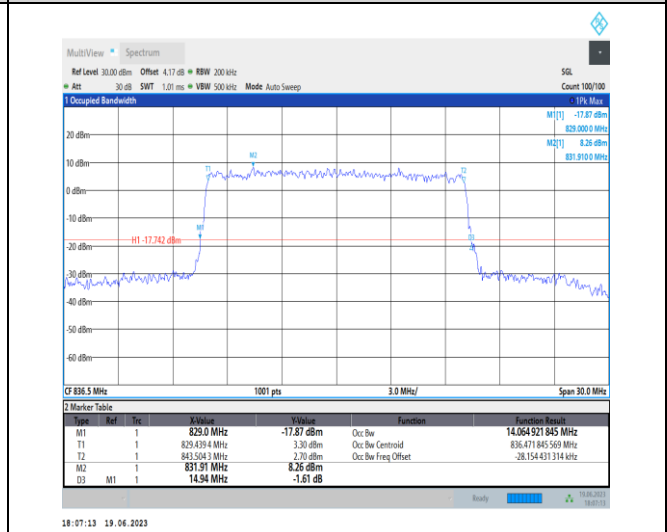 MultiView Spectrum
Ref Level 30.00 dBm Offset 4.17 dB RBW 200 kHz SGL
Att 30 dB SWT 1.01 ms VBW 500 kHz Mode Auto Sweep Count 100/100
1 Occupied Bandwidth 1Pk Max
M1[1] -17.87 dBm
829.000 0 MHz
M2[1] 8.26 dBm
831.910 0 MHz
20 dBm
M2
10 dBm
T1 T2
0 dBm
-10 dBm
M1
H1 -17.742 dBm
D3
-20 dBm
-30 dBm
-40 dBm
-50 dBm
-60 dBm
CF 836.5 MHz 1001 pts 3.0 MHz/ Span 30.0 MHz
2 Marker Table
Type Ref Trc X-Value Y-Value Function Function Result
M1 1 829.0 MHz -17.87 dBm Occ Bw 14.064 921 845 MHz
T1 1 829.439 4 MHz 3.30 dBm Occ Bw Centroid 836.471 845 569 MHz
T2 1 843.504 3 MHz 2.70 dBm Occ Bw Freq Offset -28.154 431 314 kHz
M2 1 831.91 MHz 8.26 dBm
D3 M1 1 14.94 MHz -1.61 dB
Ready 19.06.2023
18:07:13
18:07:13 19.06.2023